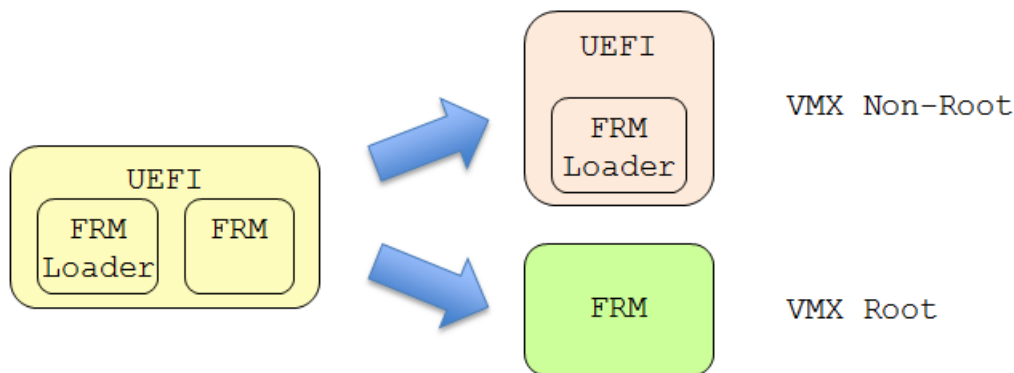 UEFI
FRM
Loader
FRM
UEFI
FRM
Loader
VMX Non-Root
FRM
VMX Root